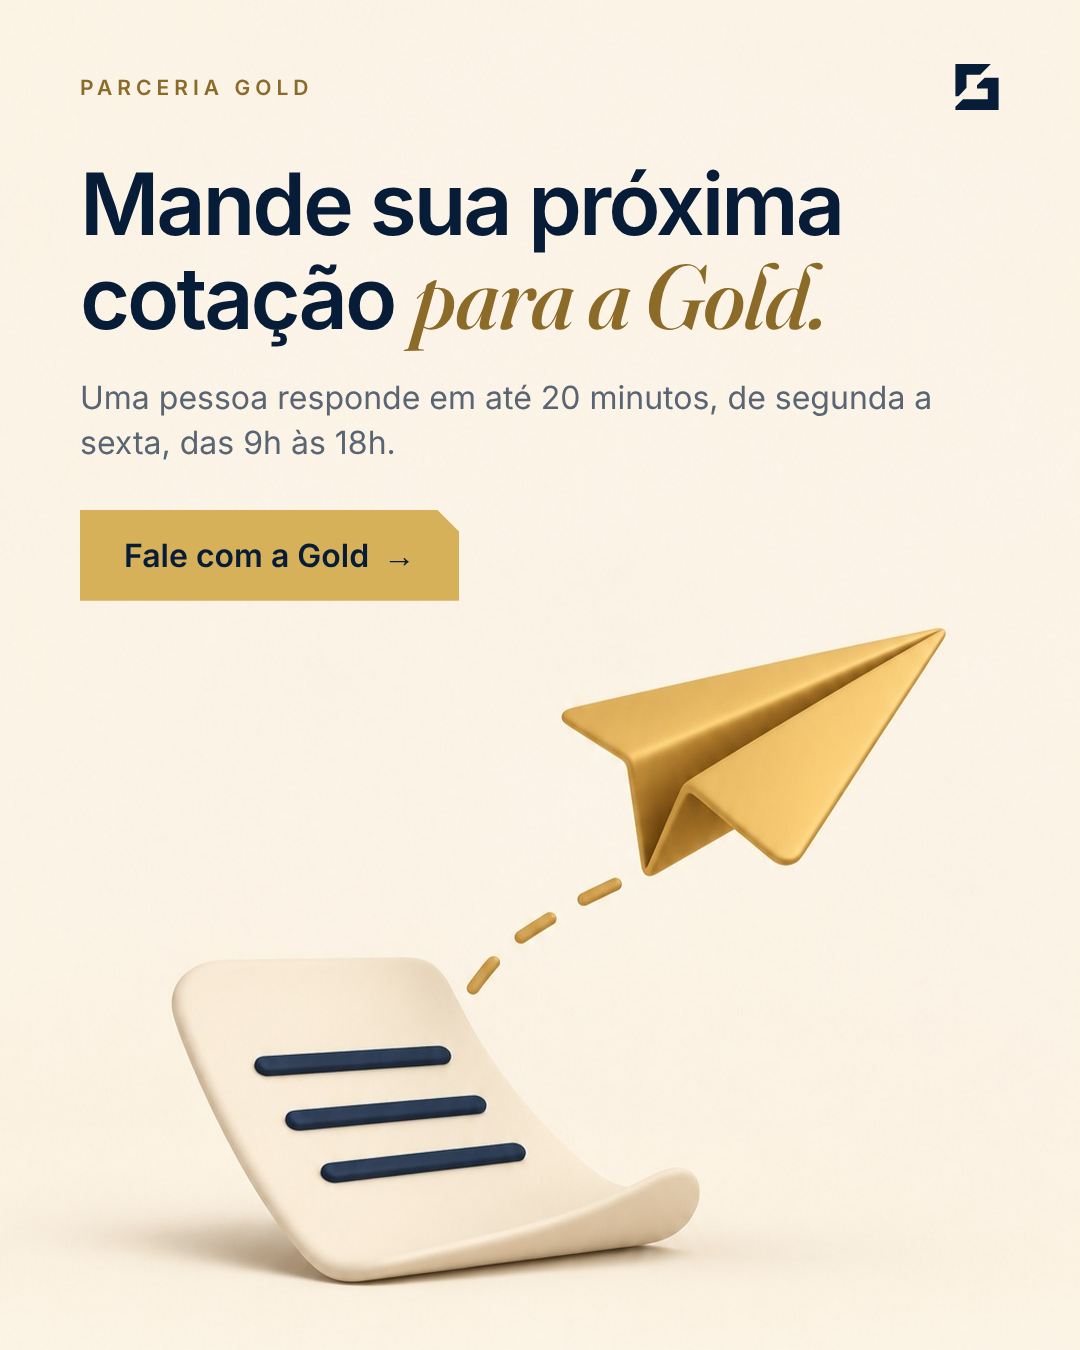 PARCERIA GOLD
Mande sua próxima
cotação para a Gold.
Uma pessoa responde em até 20 minutos, de segunda a
sexta, das 9h às 18h.
Fale com a Gold →